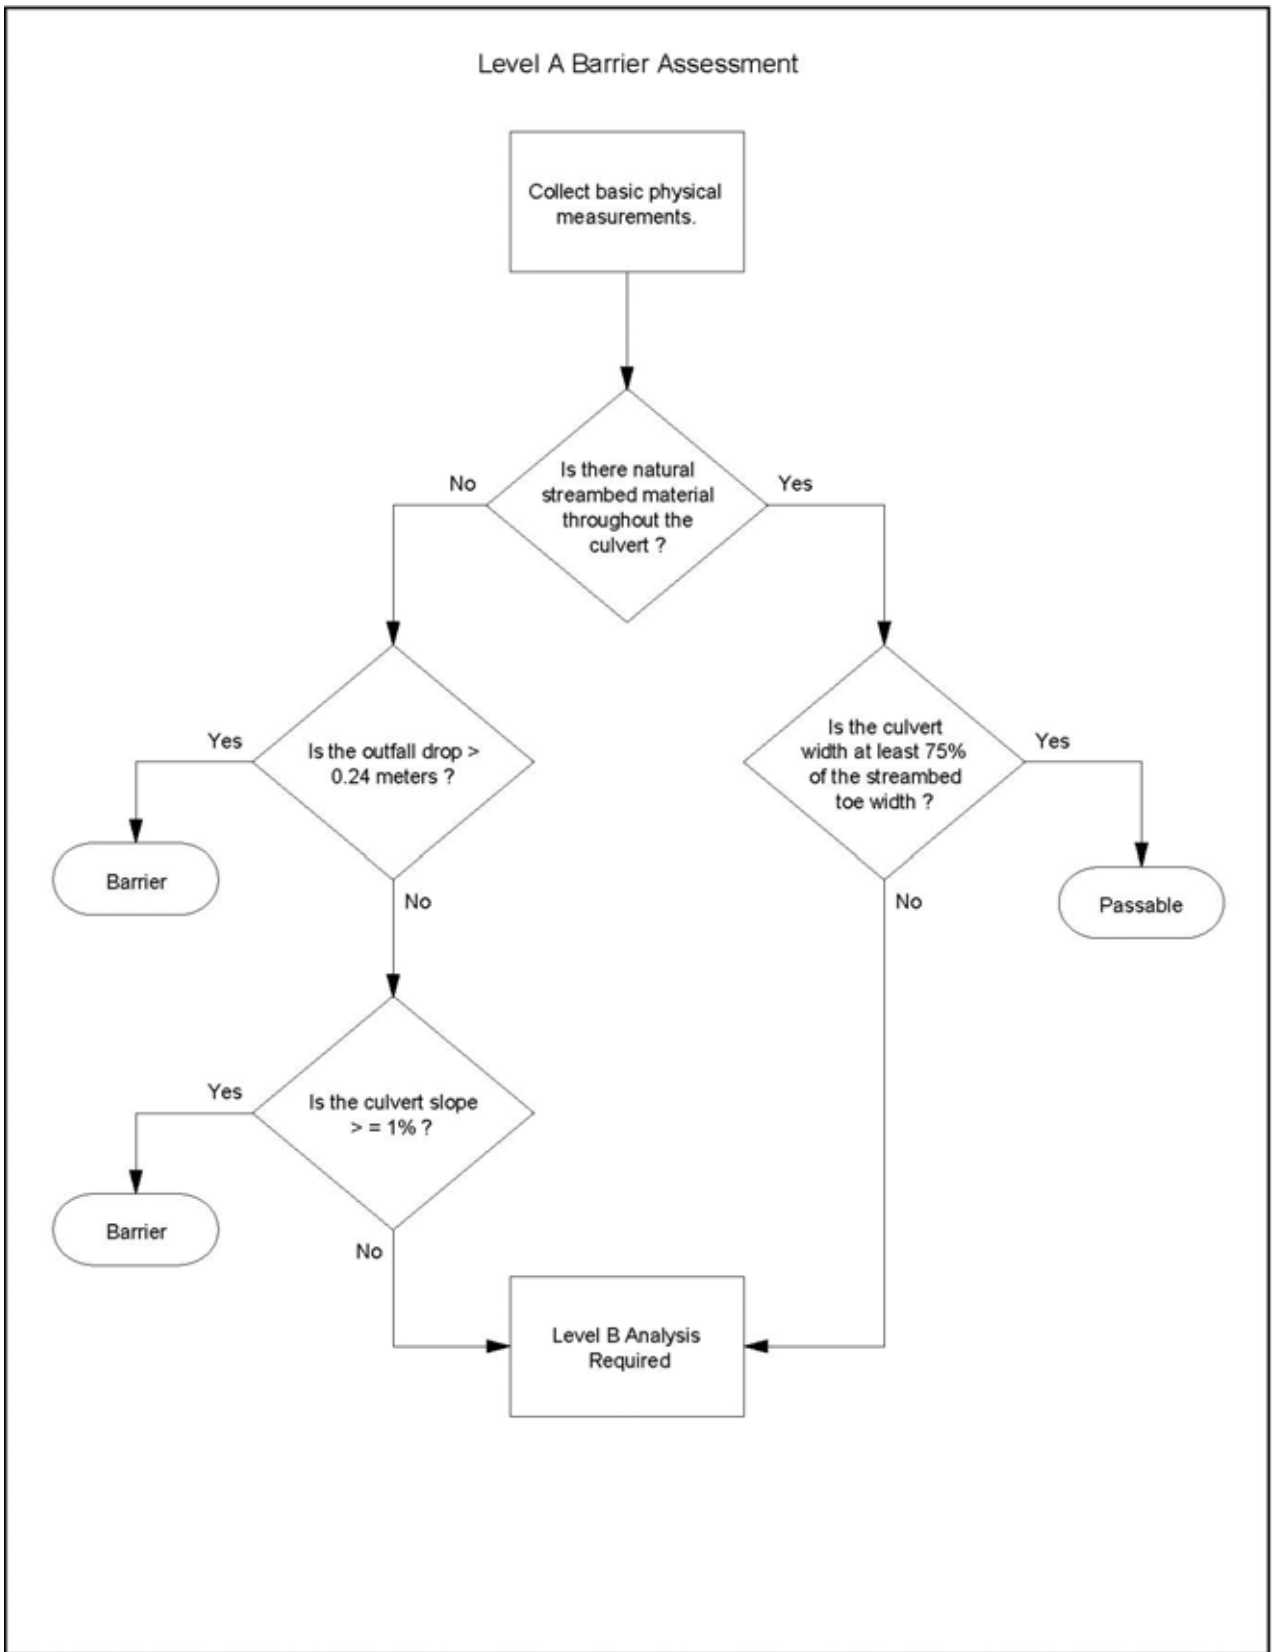 Level A Barrier Assessment
Collect basic physical
measurements.
Is there natural
streambed material
throughout the
culvert ?
No
Yes
Is the outfall drop >
0.24 meters ?
Yes
No
Is the culvert
width at least 75%
of the streambed
toe width ?
Yes
No
Barrier
Passable
Is the culvert slope
> = 1% ?
Yes
No
Barrier
Level B Analysis
Required